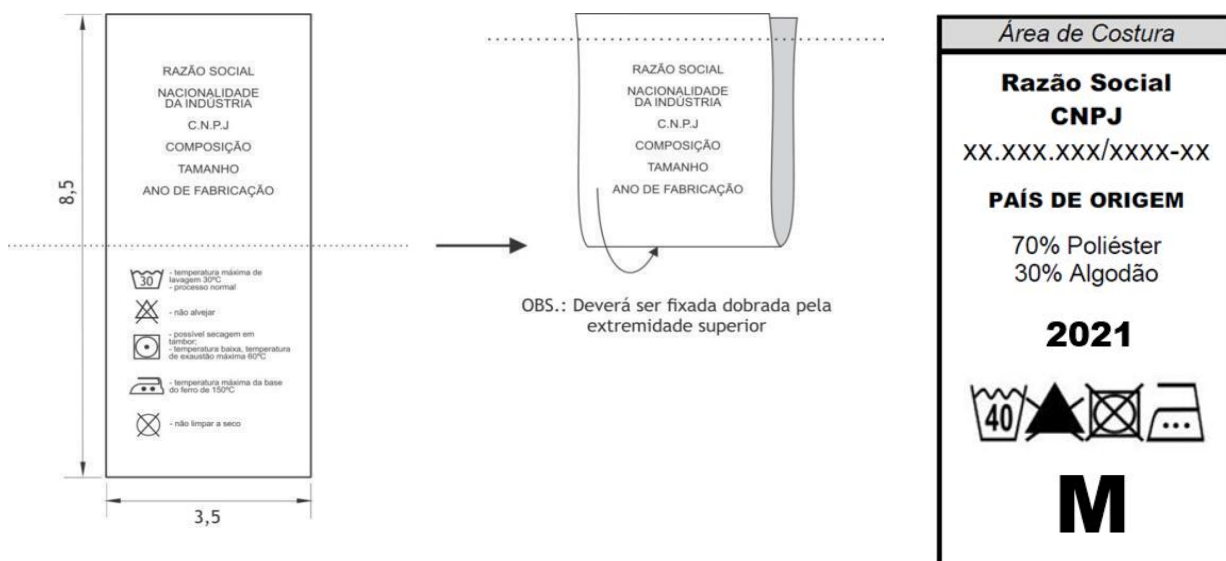 8,5
RAZÃO SOCIAL
NACIONALIDADE
DA INDÚSTRIA
C.N.P.J
COMPOSIÇÃO
TAMANHO
ANO DE FABRICAÇÃO
30
- temperatura máxima de
lavagem 30ºC
- processo normal
- não alvejar
- possível secagem em
tambor;
- temperatura baixa, temperatura
de exaustão máxima 60ºC
- temperatura máxima da base
do ferro de 150ºC
- não limpar a seco
3,5
RAZÃO SOCIAL
NACIONALIDADE
DA INDÚSTRIA
C.N.P.J
COMPOSIÇÃO
TAMANHO
ANO DE FABRICAÇÃO
OBS.: Deverá ser fixada dobrada pela
extremidade superior
Área de Costura
Razão Social
CNPJ
xx.xxx.xxx/xxxx-xx
PAÍS DE ORIGEM
70% Poliéster
30% Algodão
2021
40
M